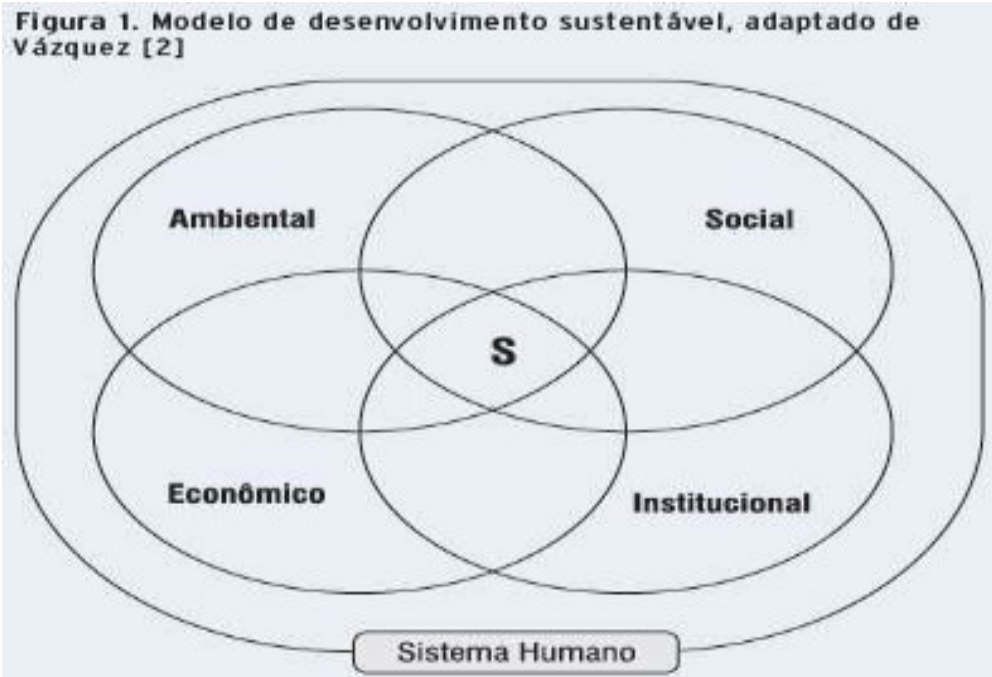 Figura 1. Modelo de desenvolvimento sustentável, adaptado de
Vázquez [2]
Ambiental
Social
S
Econômico
Institucional
Sistema Humano